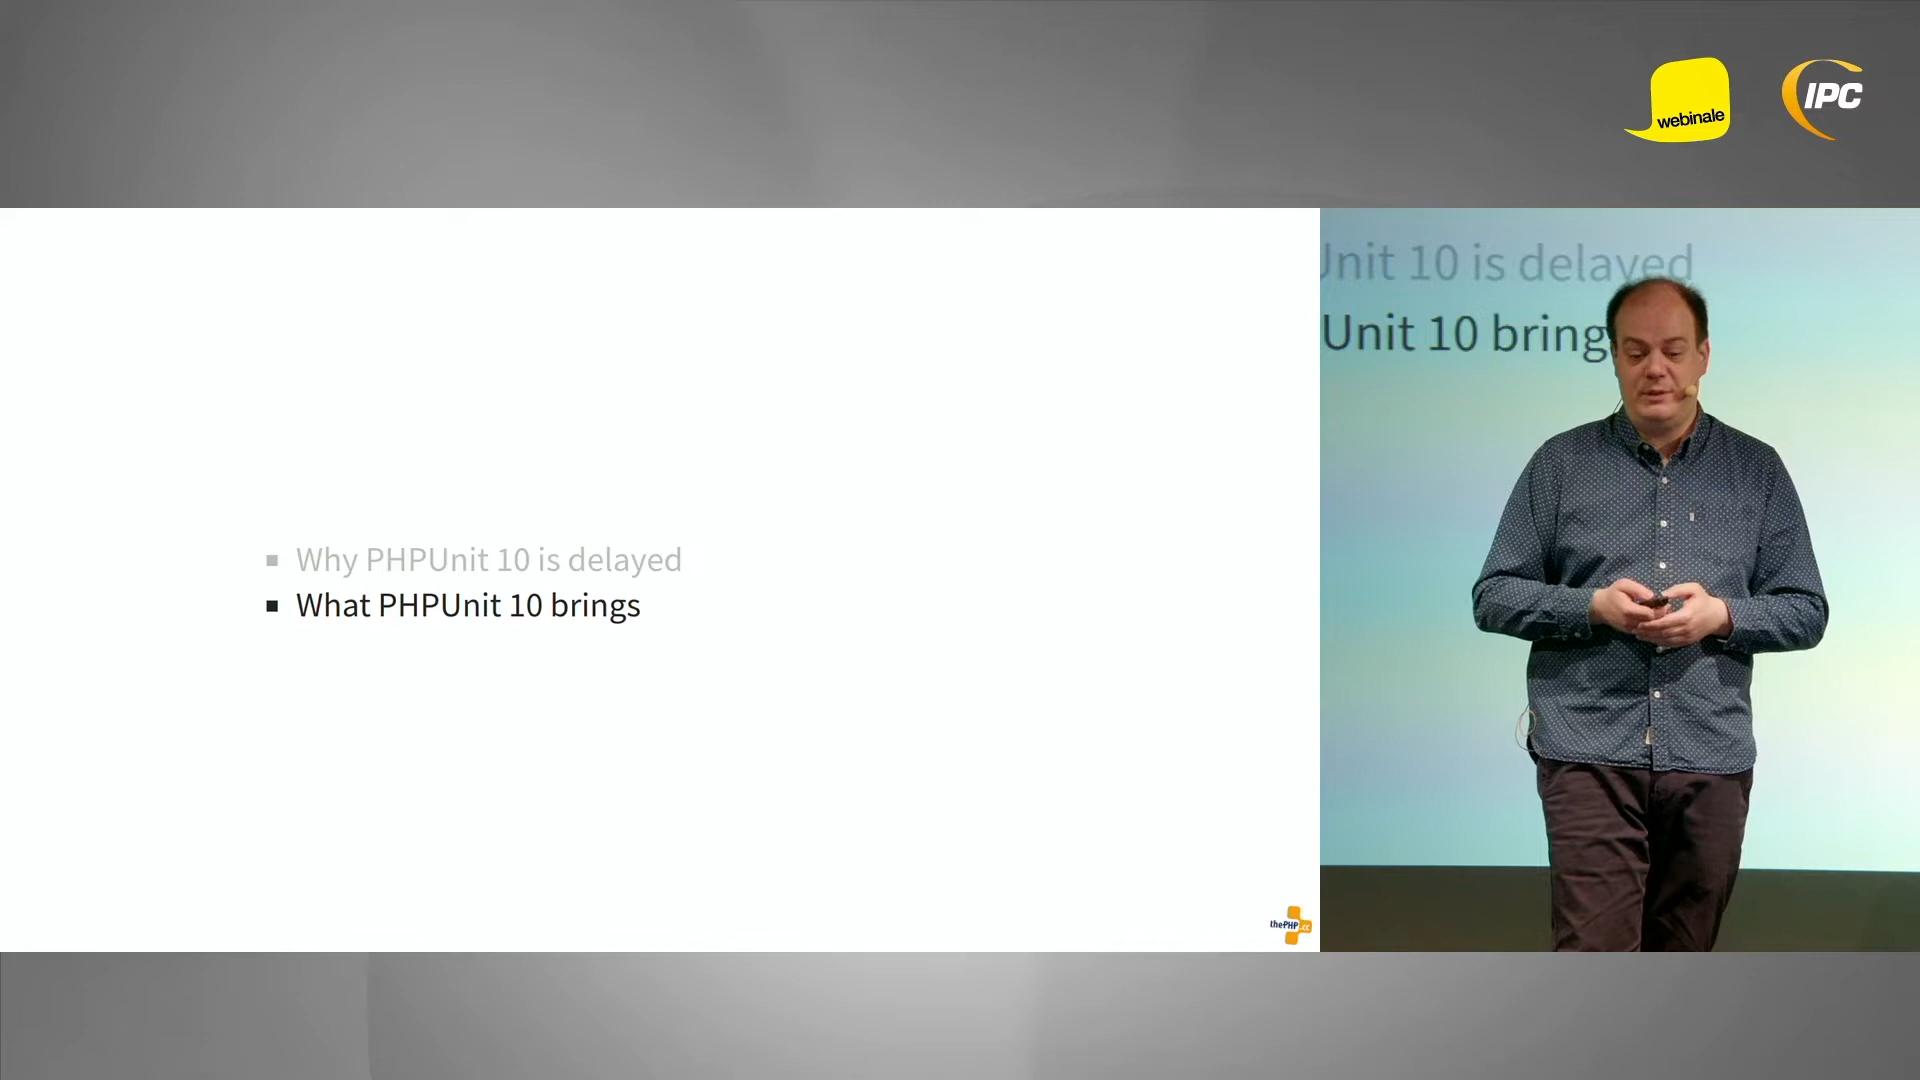 webinale
IPC
Why PHPUnit 10 is delayed
What PHPUnit 10 brings
Unit 10 is delayed
Unit 10 bring
thePHP.cc